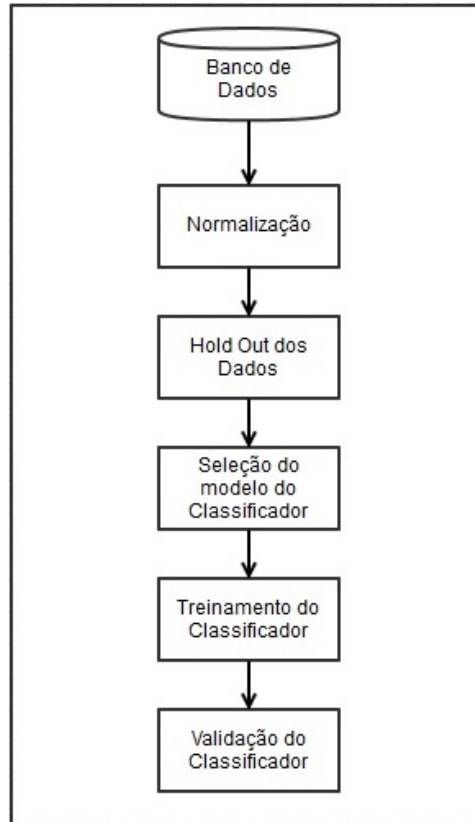 Banco de
Dados
Normalização
Hold Out dos
Dados
Seleção do
modelo do
Classificador
Treinamento do
Classificador
Validação do
Classificador